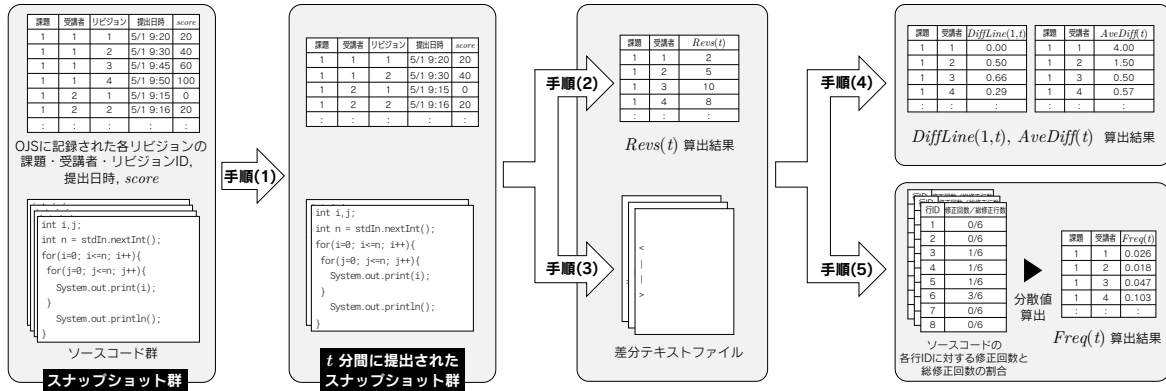 課題 受講者 リビジョン 提出日時 score
1 1 1 5/1 9:20 20
1 1 2 5/1 9:30 40
1 1 3 5/1 9:45 60
1 1 4 5/1 9:50 100
1 2 1 5/1 9:15 0
1 2 2 5/1 9:16 20
: : : : :
OJSに記録された各リビジョンの
課題・受講者・リビジョンID,
提出日時, score
int i,j;
int n = stdIn.nextInt();
for(i=0; i<=n; i++){
for(j=0; j<=n; j++){
System.out.print(i);
}
System.out.println();
}
ソースコード群
スナップショット群
手順(1)
課題 受講者 リビジョン 提出日時 score
1 1 1 5/1 9:20 20
1 1 2 5/1 9:30 40
1 2 1 5/1 9:15 0
1 2 2 5/1 9:16 20
: : : : :
int i,j;
int n = stdIn.nextInt();
for(i=0; i<=n; i++){
for(j=0; j<=n; j++){
System.out.print(i);
}
System.out.println();
}
t 分間に提出された
スナップショット群
手順(2)
手順(3)
課題 受講者 Revs(t)
1 1 2
1 2 5
1 3 10
1 4 8
: : :
Revs(t) 算出結果
<
|
|
>
差分テキストファイル
手順(4)
手順(5)
課題 受講者 DiffLine(1,t)
1 1 0.00
1 2 0.50
1 3 0.66
1 4 0.29
: : :
課題 受講者 AveDiff(t)
1 1 4.00
1 2 1.50
1 3 0.50
1 4 0.57
: : :
DiffLine(1,t), AveDiff(t) 算出結果
行ID 修正回数/総修正行数
1 0/6
2 0/6
3 1/6
4 1/6
5 1/6
6 3/6
7 0/6
8 0/6
ソースコードの
各行IDに対する修正回数と
総修正回数の割合
分散値
算出
課題 受講者 Freq(t)
1 1 0.026
1 2 0.018
1 3 0.047
1 4 0.103
: : :
Freq(t) 算出結果